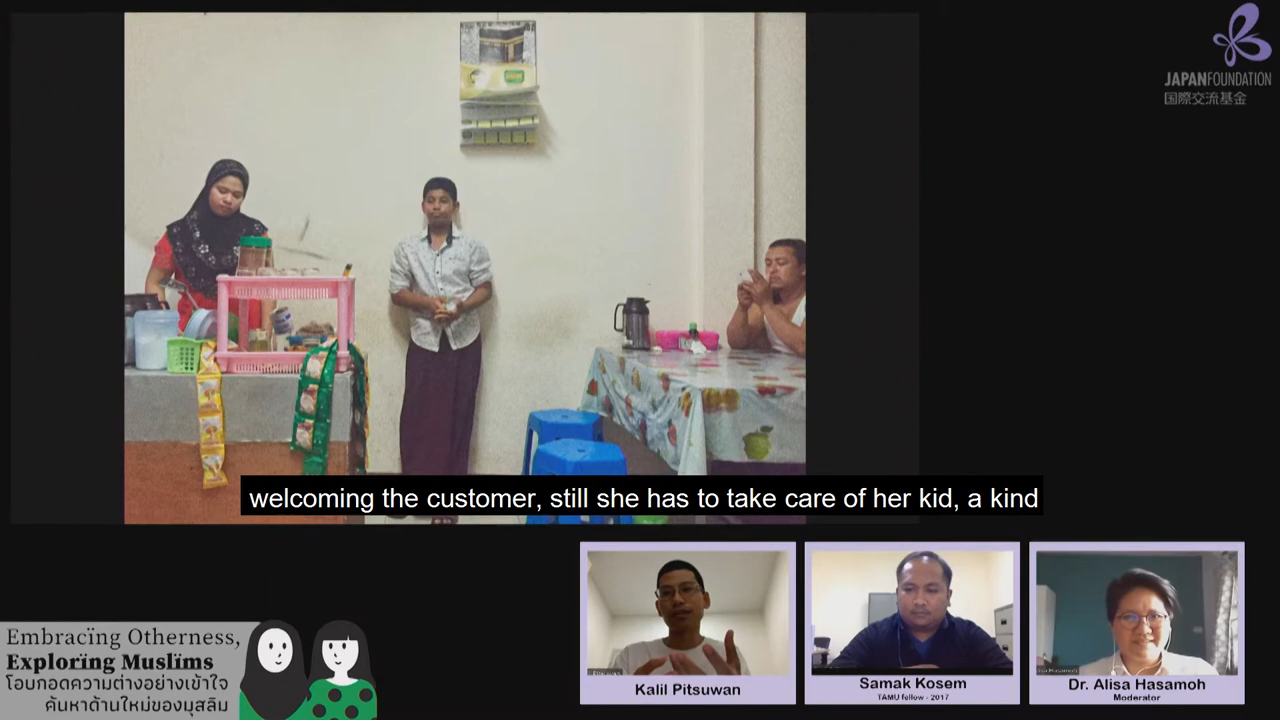 JAPANFOUNDATION
国際交流基金
welcoming the customer, still she has to take care of her kid, a kind
Embracïng Otherness,
Explorïng Muslïms
โอบกอดความต่างอย่างเข้าใจ
ค้นหาด้านใหม่ของมุสลิม
Kalil Pitsuwan
Samak Kosem
TAMU fellow - 2017
Dr. Alisa Hasamoh
Moderator